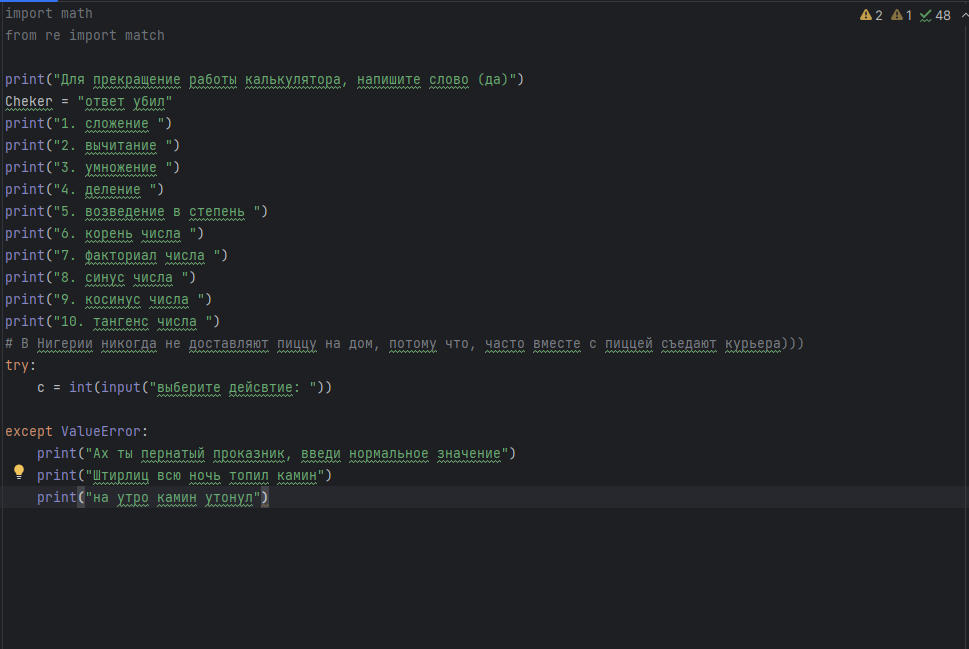 import math
2 1 48
from re import match
print("Для прекращение работы калькулятора, напишите слово (да)")
Cheker = "ответ убил"
print("1. сложение ")
print("2. вычитание ")
print("3. умножение ")
print("4. деление ")
print("5. возведение в степень ")
print("6. корень числа ")
print("7. факториал числа ")
print("8. синус числа ")
print("9. косинус числа ")
print("10. тангенс числа ")
# В Нигерии никогда не доставляют пиццу на дом, потому что, часто вместе с пиццей съедают курьера)))
try:
    c = int(input("выберите дейсвтие: "))
except ValueError:
    print("Ах ты пернатый проказник, введи нормальное значение")
    print("Штирлиц всю ночь топил камин")
    print("на утро камин утонул")